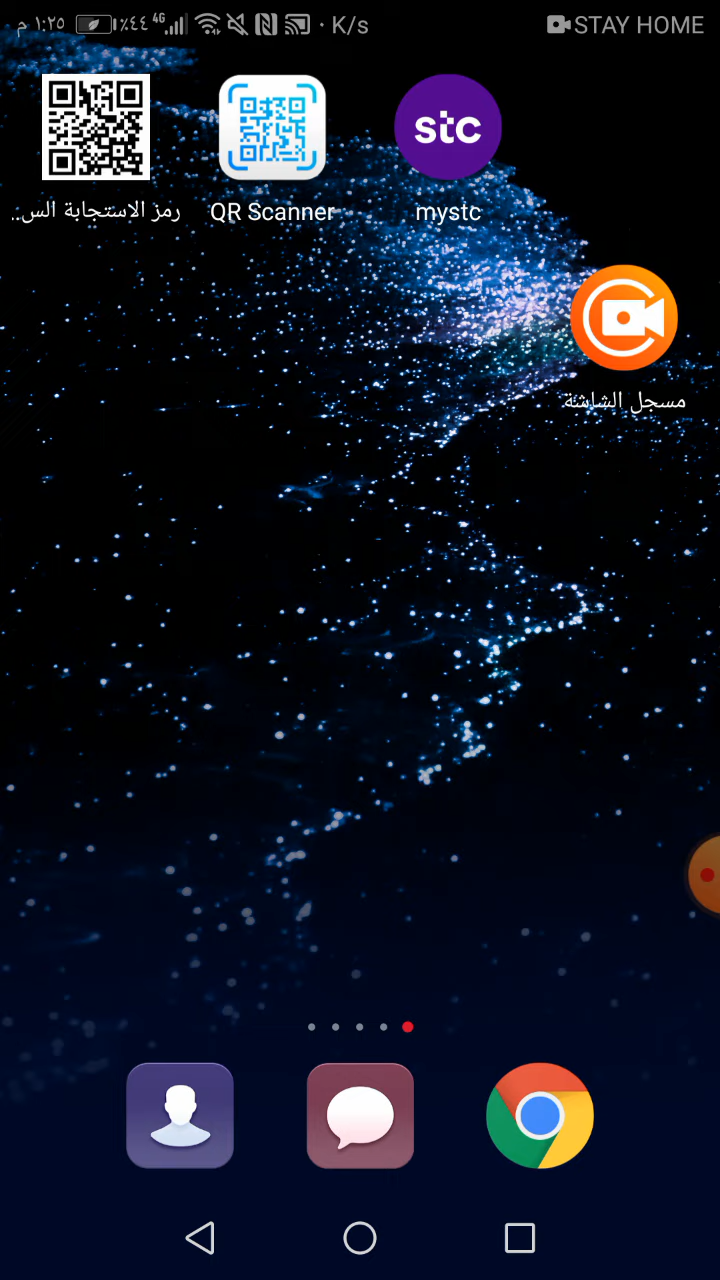 ١:٢٥ م ٪٤٤ 4G · K/s STAY HOME
stc
رمز الاستجابة الس.. QR Scanner mystc
مسجل الشاشة